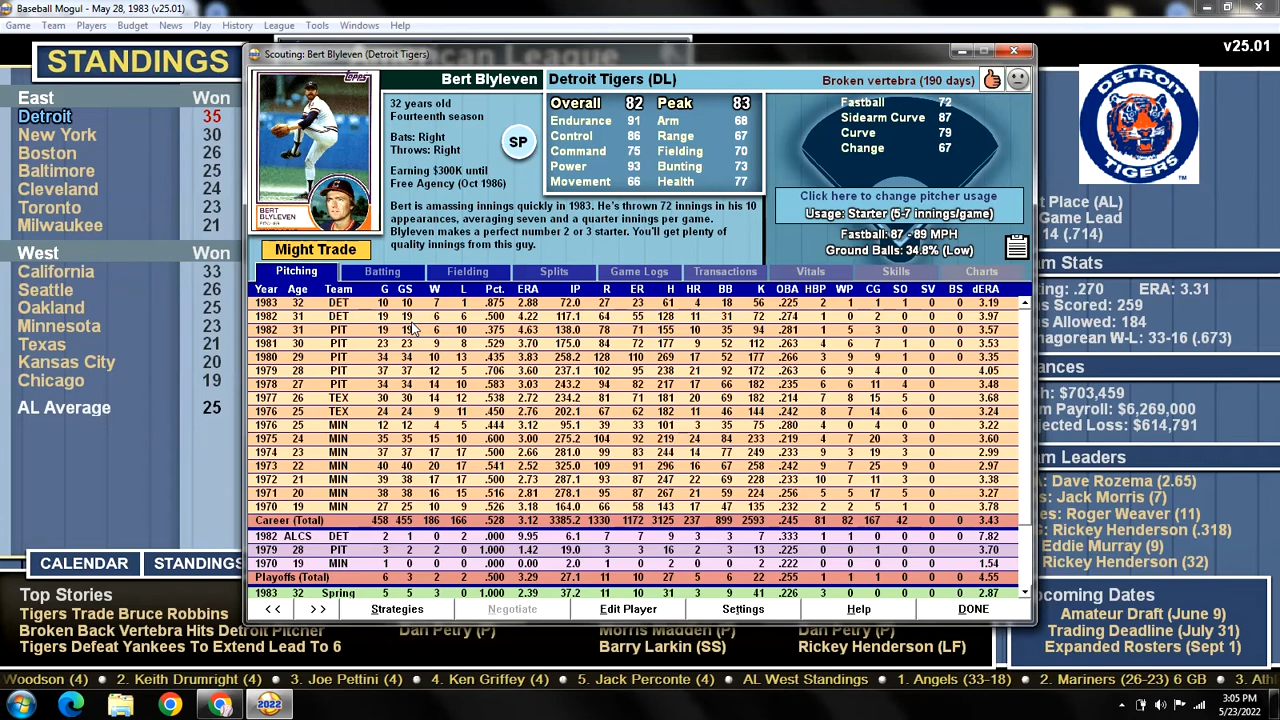 Baseball Mogul - May 28, 1983 (v25.01)
Game Team Players Budget News Play History League Tools Windows Help
STANDINGS
v25.01
East Won
Detroit 35
New York 30
Boston 26
Baltimore 25
Cleveland 24
Toronto 23
Milwaukee 21
West Won
California 33
Seattle 26
Oakland 25
Minnesota 23
Texas 22
Kansas City 21
Chicago 19
AL Average 25
CALENDAR STANDINGS
Scouting: Bert Blyleven (Detroit Tigers)
Topps
BERT
BLYLEVEN
Might Trade
Bert Blyleven
32 years old
Fourteenth season
Bats: Right
Throws: Right
Earning $300K until
Free Agency (Oct 1986)
SP
Detroit Tigers (DL)
Overall 82 Peak 83
Endurance 91 Arm 68
Control 86 Range 67
Command 75 Fielding 70
Power 93 Bunting 73
Movement 66 Health 77
Bert is amassing innings quickly in 1983. He's thrown 72 innings in his 10
appearances, averaging seven and a quarter innings per game.
Blyleven makes a perfect number 2 or 3 starter. You'll get plenty of
quality innings from this guy.
Broken vertebra (190 days)
Fastball 72
Sidearm Curve 87
Curve 79
Change 67
Click here to change pitcher usage
Usage: Starter (5-7 innings/game)
Fastball: 87 - 89 MPH
Ground Balls: 34.8% (Low)
Pitching Batting Fielding Splits Game Logs Transactions Vitals Skills Charts
Year Age Team G GS W L Pct. ERA IP R ER H HR BB K OBA HBP WP CG SO SV BS dERA
1983 32 DET 10 10 7 1 .875 2.88 72.0 27 23 61 4 18 56 .225 2 1 1 1 0 0 3.19
1982 31 DET 19 19 6 6 .500 4.22 117.1 64 55 128 11 31 72 .274 1 0 2 0 0 0 3.97
1982 31 PIT 19 19 6 10 .375 4.63 138.0 78 71 155 10 35 94 .281 1 5 3 0 0 0 3.57
1981 30 PIT 23 23 9 8 .529 3.70 175.0 84 72 177 9 52 112 .263 4 6 7 1 0 0 3.53
1980 29 PIT 34 34 10 13 .435 3.83 258.2 128 110 269 17 52 177 .266 3 9 9 1 0 0 3.35
1979 28 PIT 37 37 12 5 .706 3.60 237.1 102 95 238 21 92 172 .263 6 9 4 0 0 0 4.05
1978 27 PIT 34 34 14 10 .583 3.03 243.2 94 82 217 17 66 182 .235 6 6 11 4 0 0 3.48
1977 26 TEX 30 30 14 12 .538 2.72 234.2 81 71 181 20 69 182 .214 7 8 15 5 0 0 3.68
1976 25 TEX 24 24 9 11 .450 2.76 202.1 67 62 182 11 46 144 .242 8 7 14 6 0 0 3.24
1976 25 MIN 12 12 4 5 .444 3.12 95.1 39 33 101 3 35 75 .280 4 0 4 0 0 0 3.22
1975 24 MIN 35 35 15 10 .600 3.00 275.2 104 92 219 24 84 233 .219 4 7 20 3 0 0 3.60
1974 23 MIN 37 37 17 17 .500 2.66 281.0 99 83 244 14 77 249 .233 9 3 19 3 0 0 2.99
1973 22 MIN 40 40 20 17 .541 2.52 325.0 109 91 296 16 67 258 .242 9 7 25 9 0 0 2.97
1972 21 MIN 39 38 17 17 .500 2.73 287.1 93 87 247 22 69 228 .233 10 7 11 3 0 0 3.38
1971 20 MIN 38 38 16 15 .516 2.81 278.1 95 87 267 21 59 224 .256 5 5 17 5 0 0 3.27
1970 19 MIN 27 25 10 9 .526 3.18 164.0 66 58 143 17 47 135 .232 2 2 5 1 0 0 3.78
Career (Total) 458 455 186 166 .528 3.12 3385.2 1330 1172 3125 237 899 2593 .245 81 82 167 42 0 0 3.43
1982 ALCS DET 2 1 0 2 .000 9.95 6.1 7 7 9 3 3 7 .333 1 1 0 0 0 0 7.82
1979 28 PIT 3 3 2 0 1.000 1.42 19.0 3 3 16 2 3 13 .225 0 0 1 0 0 0 3.70
1970 19 MIN 1 0 0 0 .000 0.00 2.0 1 0 2 0 0 2 .222 0 0 0 0 0 0 1.54
Playoffs (Total) 6 3 2 2 .500 3.29 27.1 11 10 27 5 6 22 .255 1 1 1 0 0 0 4.55
1983 32 Spring 5 5 3 0 1.000 2.39 37.2 11 10 31 3 9 41 .226 0 0 1 0 0 0 2.87
<< >> Strategies Negotiate Edit Player Settings Help DONE
DETROIT
TIGERS
t Place (AL)
Game Lead
14 (.714)
m Stats
ting: .270 ERA: 3.31
s Scored: 259
s Allowed: 184
agorean W-L: 33-16 (.673)
ances
h: $703,459
m Payroll: $6,269,000
jected Loss: $614,791
m Leaders
A: Dave Rozema (2.65)
s: Jack Morris (7)
es: Roger Weaver (11)
G: Rickey Henderson (.318)
Eddie Murray (9)
Rickey Henderson (32)
pcoming Dates
Amateur Draft (June 9)
Trading Deadline (July 31)
Expanded Rosters (Sept 1)
Top Stories
Tigers Trade Bruce Robbins
Broken Back Vertebra Hits Detroit Pitcher
Tigers Defeat Yankees To Extend Lead To 6
Dan Petry (P)
Morris Madden (P)
Barry Larkin (SS)
Dan Petry (P)
Rickey Henderson (LF)
Woodson (4) 2. Keith Drumright (4) 3. Joe Pettini (4) 4. Ken Griffey (4) 5. Jack Perconte (4) AL West Standings 1. Angels (33-18) 2. Mariners (26-23) 6 GB 3. Ath
2022
3:05 PM
5/23/2022